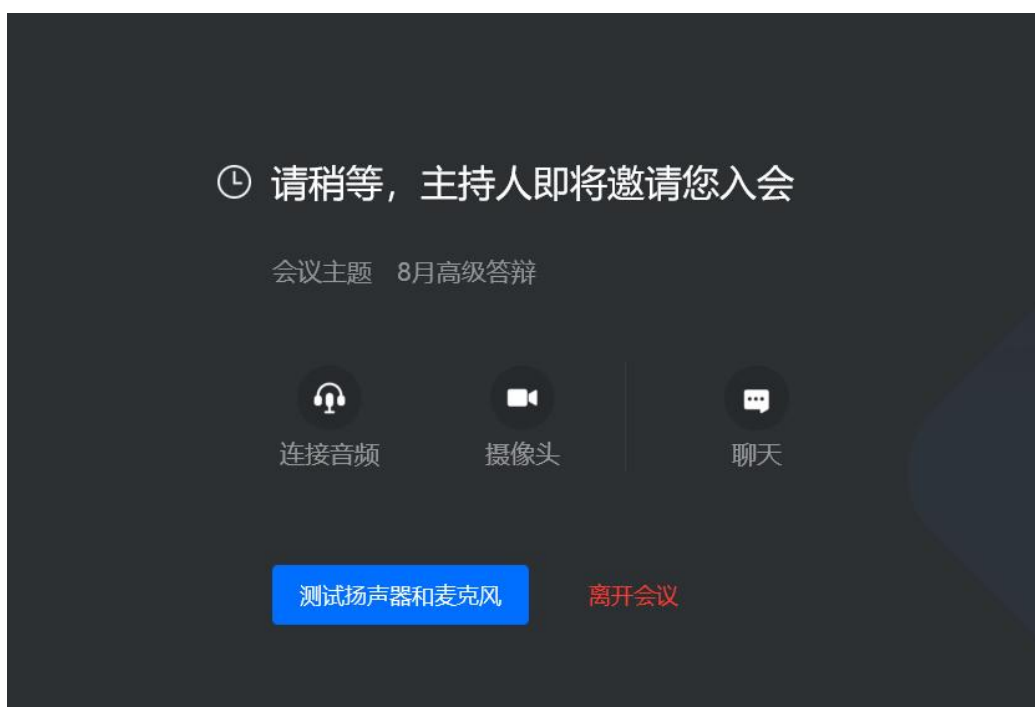 请稍等，主持人即将邀请您入会
会议主题 8月高级答辩
连接音频 摄像头 聊天
测试扬声器和麦克风 离开会议